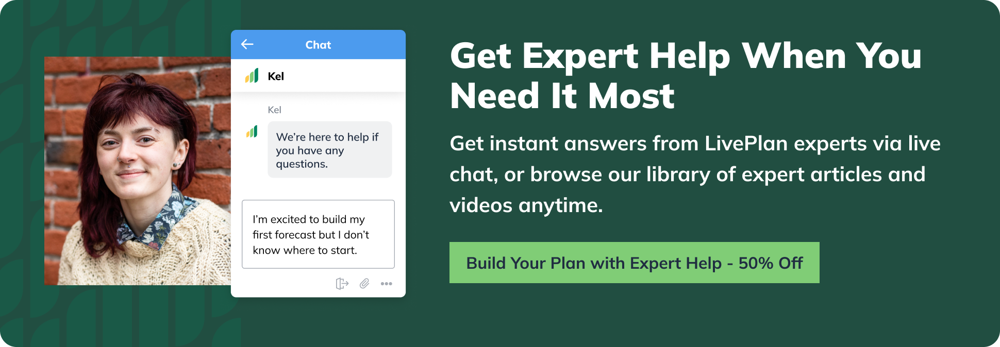 Chat
Kel
Kel
We’re here to help if
you have any
questions.
I’m excited to build my
first forecast but I don’t
know where to start.
Get Expert Help When You
Need It Most
Get instant answers from LivePlan experts via live
chat, or browse our library of expert articles and
videos anytime.
Build Your Plan with Expert Help - 50% Off